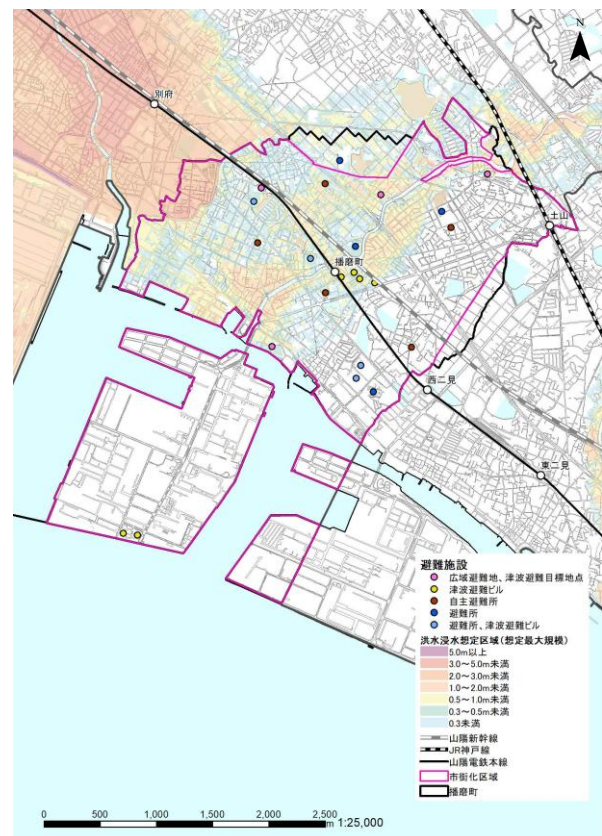 N
別府
土山
播磨町
西二見
東二見
避難施設
広域避難地、津波避難目標地点
津波避難ビル
自主避難所
避難所
避難所、津波避難ビル
洪水浸水想定区域(想定最大規模)
5.0m以上
3.0～5.0m未満
2.0～3.0m未満
1.0～2.0m未満
0.5～1.0m未満
0.3～0.5m未満
0.3未満
山陽新幹線
JR神戸線
山陽電鉄本線
市街化区域
播磨町
0 500 1,000 1,500 2,000 2,500
m 1:25,000